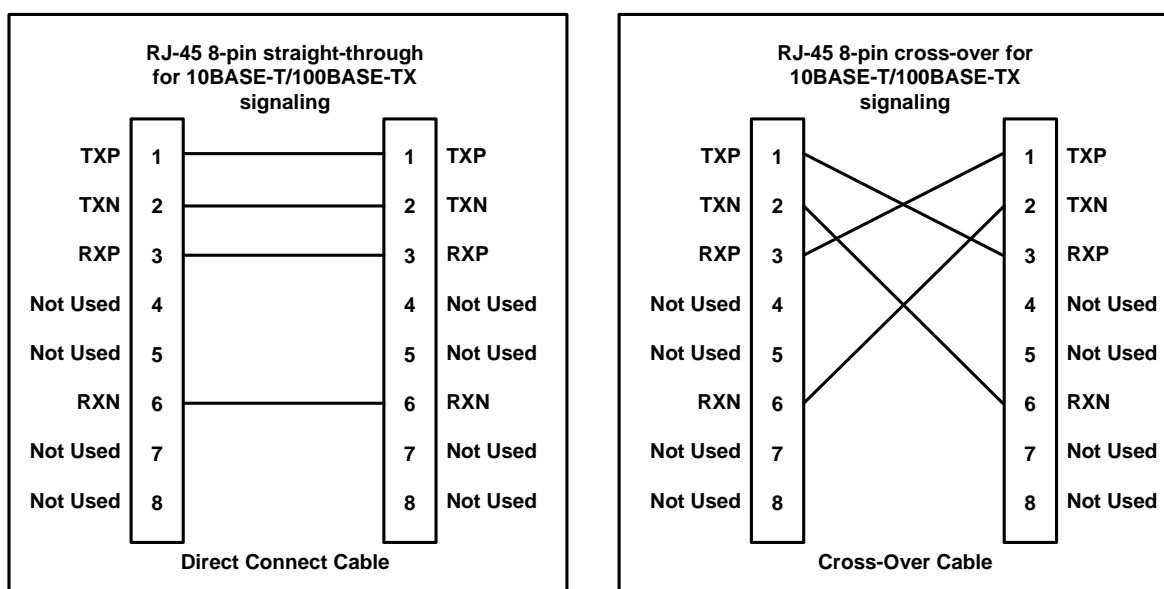 RJ-45 8-pin straight-through
for 10BASE-T/100BASE-TX
signaling
TXP 1 1 TXP
TXN 2 2 TXN
RXP 3 3 RXP
Not Used 4 4 Not Used
Not Used 5 5 Not Used
RXN 6 6 RXN
Not Used 7 7 Not Used
Not Used 8 8 Not Used
Direct Connect Cable
RJ-45 8-pin cross-over for
10BASE-T/100BASE-TX
signaling
TXP 1 1 TXP
TXN 2 2 TXN
RXP 3 3 RXP
Not Used 4 4 Not Used
Not Used 5 5 Not Used
RXN 6 6 RXN
Not Used 7 7 Not Used
Not Used 8 8 Not Used
Cross-Over Cable